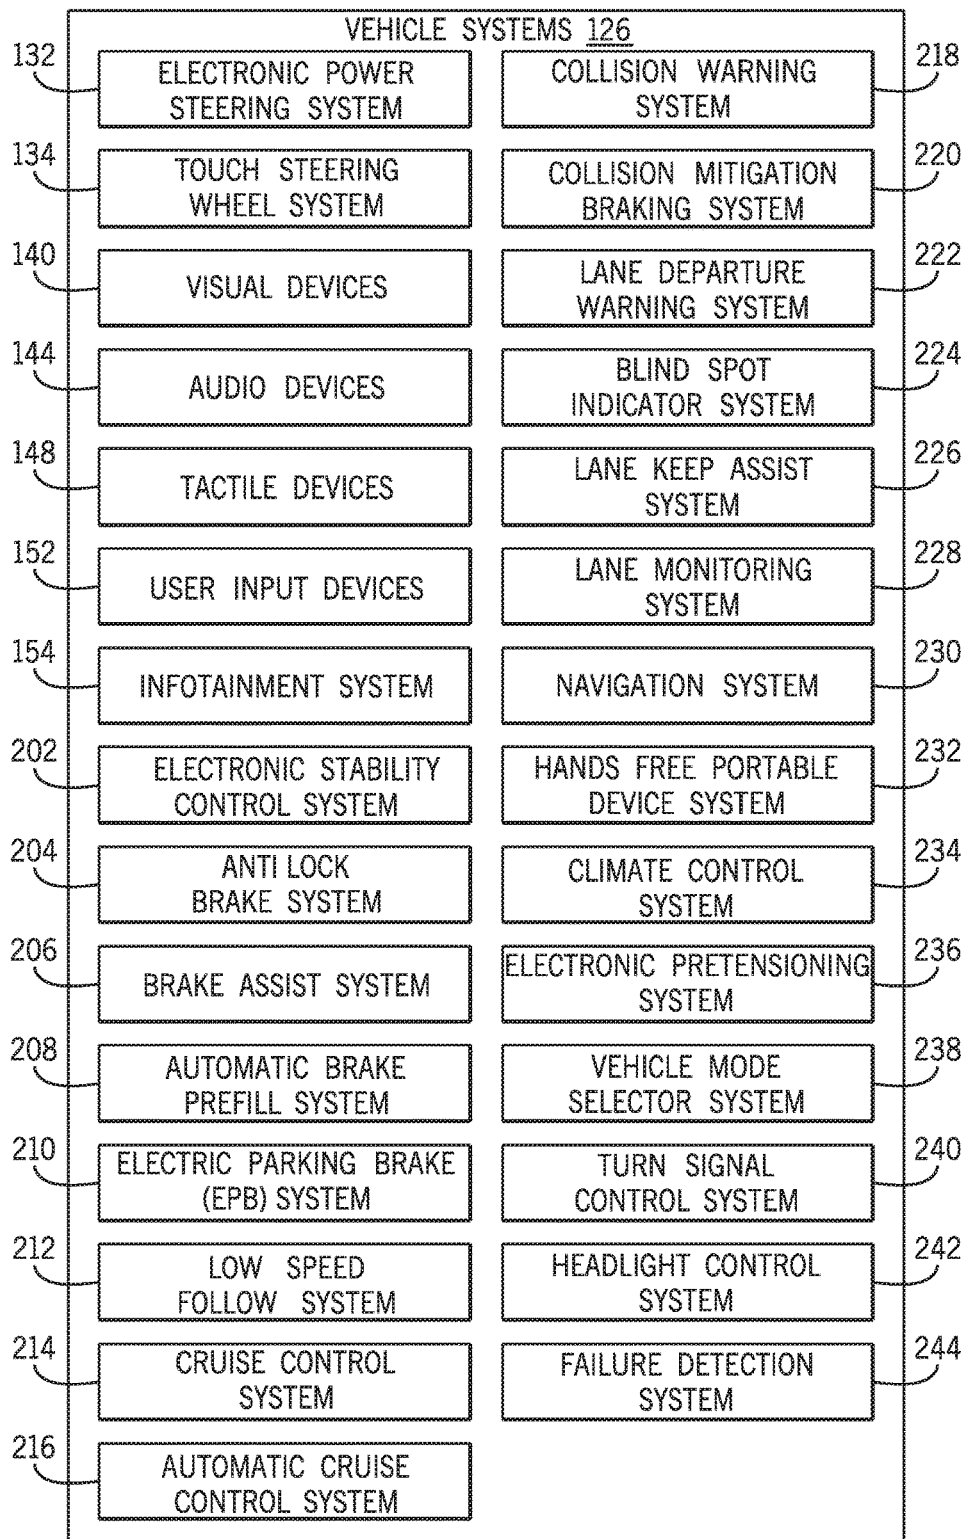 VEHICLE SYSTEMS 126
132
ELECTRONIC POWER
STEERING SYSTEM
134
TOUCH STEERING
WHEEL SYSTEM
140
VISUAL DEVICES
144
AUDIO DEVICES
148
TACTILE DEVICES
152
USER INPUT DEVICES
154
INFOTAINMENT SYSTEM
202
ELECTRONIC STABILITY
CONTROL SYSTEM
204
ANTI LOCK
BRAKE SYSTEM
206
BRAKE ASSIST SYSTEM
208
AUTOMATIC BRAKE
PREFILL SYSTEM
210
ELECTRIC PARKING BRAKE
(EPB) SYSTEM
212
LOW SPEED
FOLLOW SYSTEM
214
CRUISE CONTROL
SYSTEM
216
AUTOMATIC CRUISE
CONTROL SYSTEM
COLLISION WARNING
SYSTEM
218
COLLISION MITIGATION
BRAKING SYSTEM
220
LANE DEPARTURE
WARNING SYSTEM
222
BLIND SPOT
INDICATOR SYSTEM
224
LANE KEEP ASSIST
SYSTEM
226
LANE MONITORING
SYSTEM
228
NAVIGATION SYSTEM
230
HANDS FREE PORTABLE
DEVICE SYSTEM
232
CLIMATE CONTROL
SYSTEM
234
ELECTRONIC PRETENSIONING
SYSTEM
236
VEHICLE MODE
SELECTOR SYSTEM
238
TURN SIGNAL
CONTROL SYSTEM
240
HEADLIGHT CONTROL
SYSTEM
242
FAILURE DETECTION
SYSTEM
244